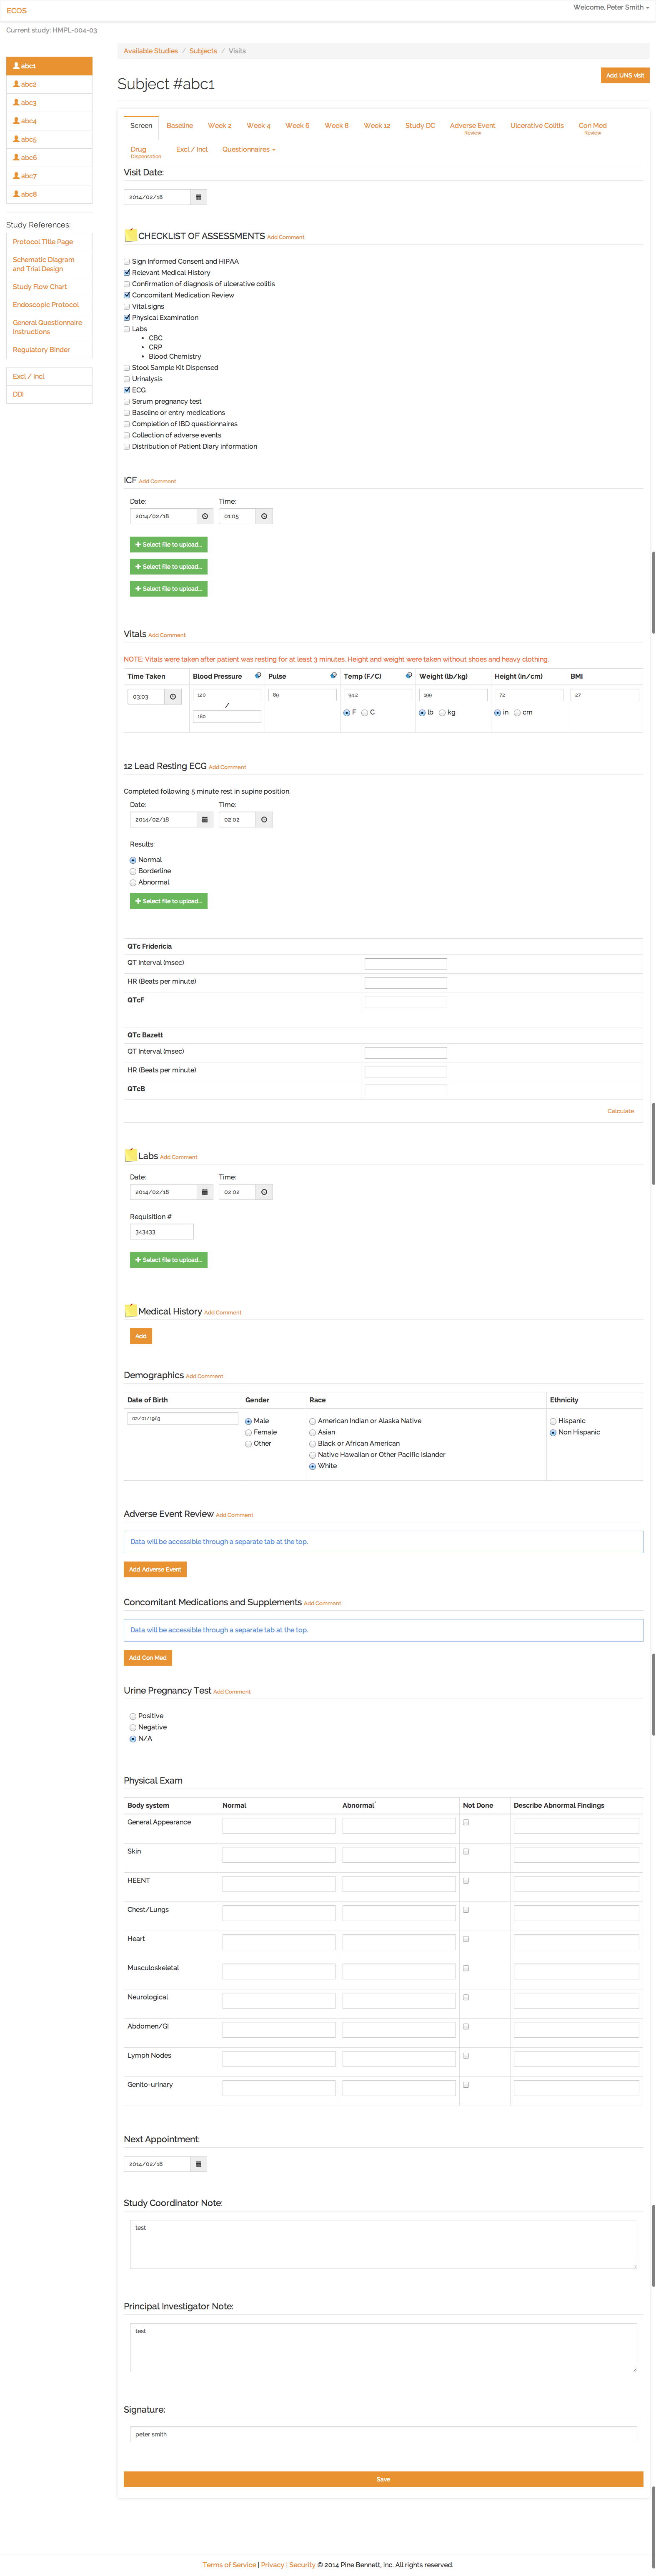 ECOS
Welcome, Peter Smith
Current study: HMPL-004-03
abc1
abc2
abc3
abc4
abc5
abc6
abc7
abc8
Study References:
Protocol Title Page
Schematic Diagram
and Trial Design
Study Flow Chart
Endoscopic Protocol
General Questionnaire
Instructions
Regulatory Binder
Excl / Incl
DDI
Available Studies / Subjects / Visits
Subject #abc1
Add UNS visit
Screen Baseline Week 2 Week 4 Week 6 Week 8 Week 12 Study DC Adverse Event Ulcerative Colitis Con Med
Review Review
Drug Excl / Incl Questionnaires
Dispensation
Visit Date:
2014/02/18
CHECKLIST OF ASSESSMENTS Add Comment
Sign Informed Consent and HIPAA
Relevant Medical History
Confirmation of diagnosis of ulcerative colitis
Concomitant Medication Review
Vital signs
Physical Examination
Labs
• CBC
• CRP
• Blood Chemistry
Stool Sample Kit Dispensed
Urinalysis
ECG
Serum pregnancy test
Baseline or entry medications
Completion of IBD questionnaires
Collection of adverse events
Distribution of Patient Diary information
ICF Add Comment
Date: Time:
2014/02/18 01:05
Select file to upload...
Select file to upload...
Select file to upload...
Vitals Add Comment
NOTE: Vitals were taken after patient was resting for at least 3 minutes. Height and weight were taken without shoes and heavy clothing.
Time Taken Blood Pressure Pulse Temp (F/C) Weight (lb/kg) Height (in/cm) BMI
03:03 120 89 94.2 199 72 27
/
180
F C lb kg in cm
12 Lead Resting ECG Add Comment
Completed following 5 minute rest in supine position.
Date: Time:
2014/02/18 02:02
Results:
Normal
Borderline
Abnormal
Select file to upload...
QTc Fridericia
QT Interval (msec)
HR (Beats per minute)
QTcF
QTc Bazett
QT Interval (msec)
HR (Beats per minute)
QTcB
Calculate
Labs Add Comment
Date: Time:
2014/02/18 02:02
Requisition #
343433
Select file to upload...
Medical History Add Comment
Add
Demographics Add Comment
Date of Birth Gender Race Ethnicity
02/01/1963 Male American Indian or Alaska Native Hispanic
Female Asian Non Hispanic
Other Black or African American
Native Hawaiian or Other Pacific Islander
White
Adverse Event Review Add Comment
Data will be accessible through a separate tab at the top.
Add Adverse Event
Concomitant Medications and Supplements Add Comment
Data will be accessible through a separate tab at the top.
Add Con Med
Urine Pregnancy Test Add Comment
Positive
Negative
N/A
Physical Exam
Body system Normal Abnormal* Not Done Describe Abnormal Findings
General Appearance
Skin
HEENT
Chest/Lungs
Heart
Musculoskeletal
Neurological
Abdomen/GI
Lymph Nodes
Genito-urinary
Next Appointment:
2014/02/18
Study Coordinator Note:
test
Principal Investigator Note:
test
Signature:
peter smith
Save
Terms of Service | Privacy | Security © 2014 Pine Bennett, Inc. All rights reserved.